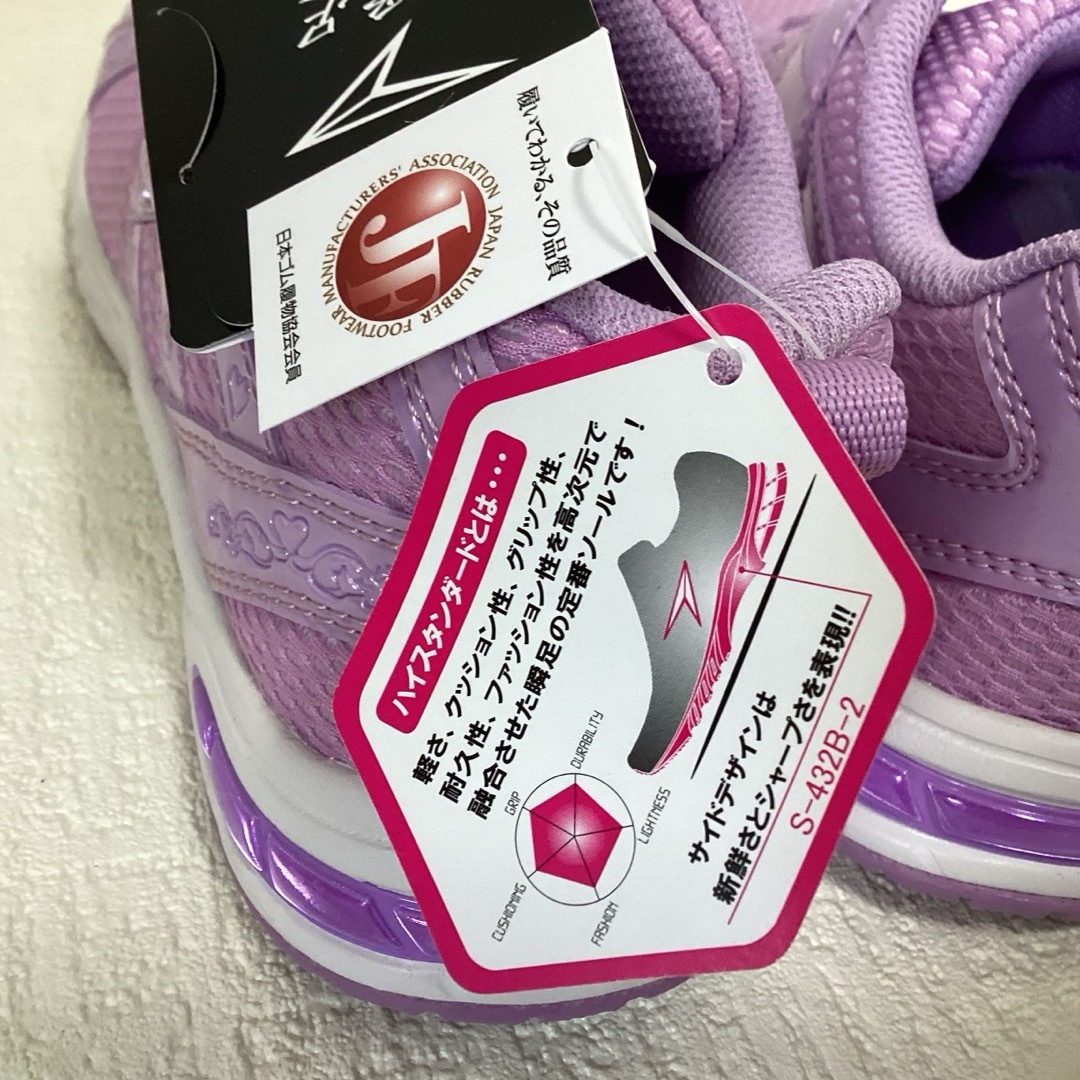 履いてわかる、その品質
JAPAN RUBBER FOOTWEAR MANUFACTURERS' ASSOCIATION
JRF
日本ゴム履物協会会員
ハイスタンダードとは・・・
軽さ、クッション性、グリップ性、
耐久性、ファッション性を高次元で
融合させた瞬足の定番ソールです！
DURABILITY
GRIP
LIGHTNESS
CUSHIONING
FASHION
サイドデザインは
新鮮さとシャープさを表現!!
S-432B-2